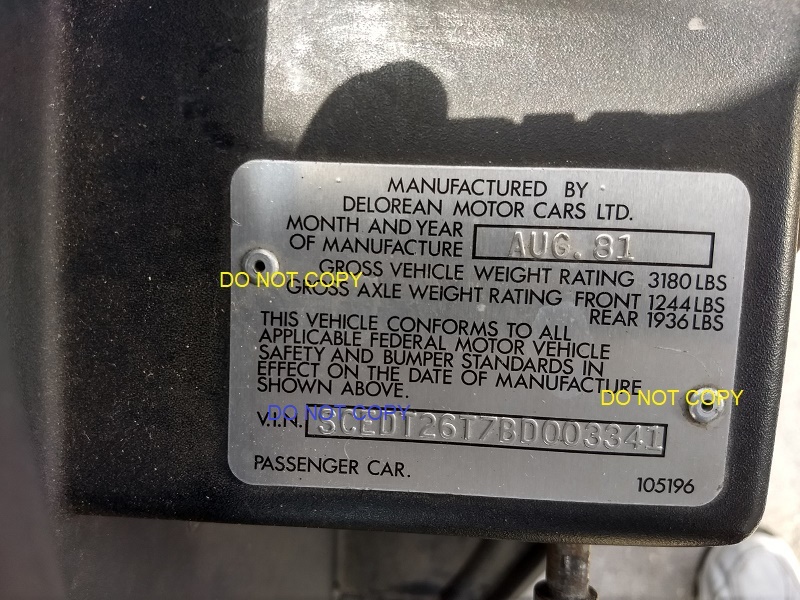 MANUFACTURED BY
DELOREAN MOTOR CARS LTD.
MONTH AND YEAR
OF MANUFACTURE AUG. 81
GROSS VEHICLE WEIGHT RATING 3180 LBS
DO NOT COPY
GROSS AXLE WEIGHT RATING FRONT 1244 LBS
REAR 1936 LBS
THIS VEHICLE CONFORMS TO ALL
APPLICABLE FEDERAL MOTOR VEHICLE
SAFETY AND BUMPER STANDARDS IN
EFFECT ON THE DATE OF MANUFACTURE
SHOWN ABOVE.
DO NOT COPY
DO NOT COPY
V.I.N. SCEDT26T7BD003341
PASSENGER CAR.
105196